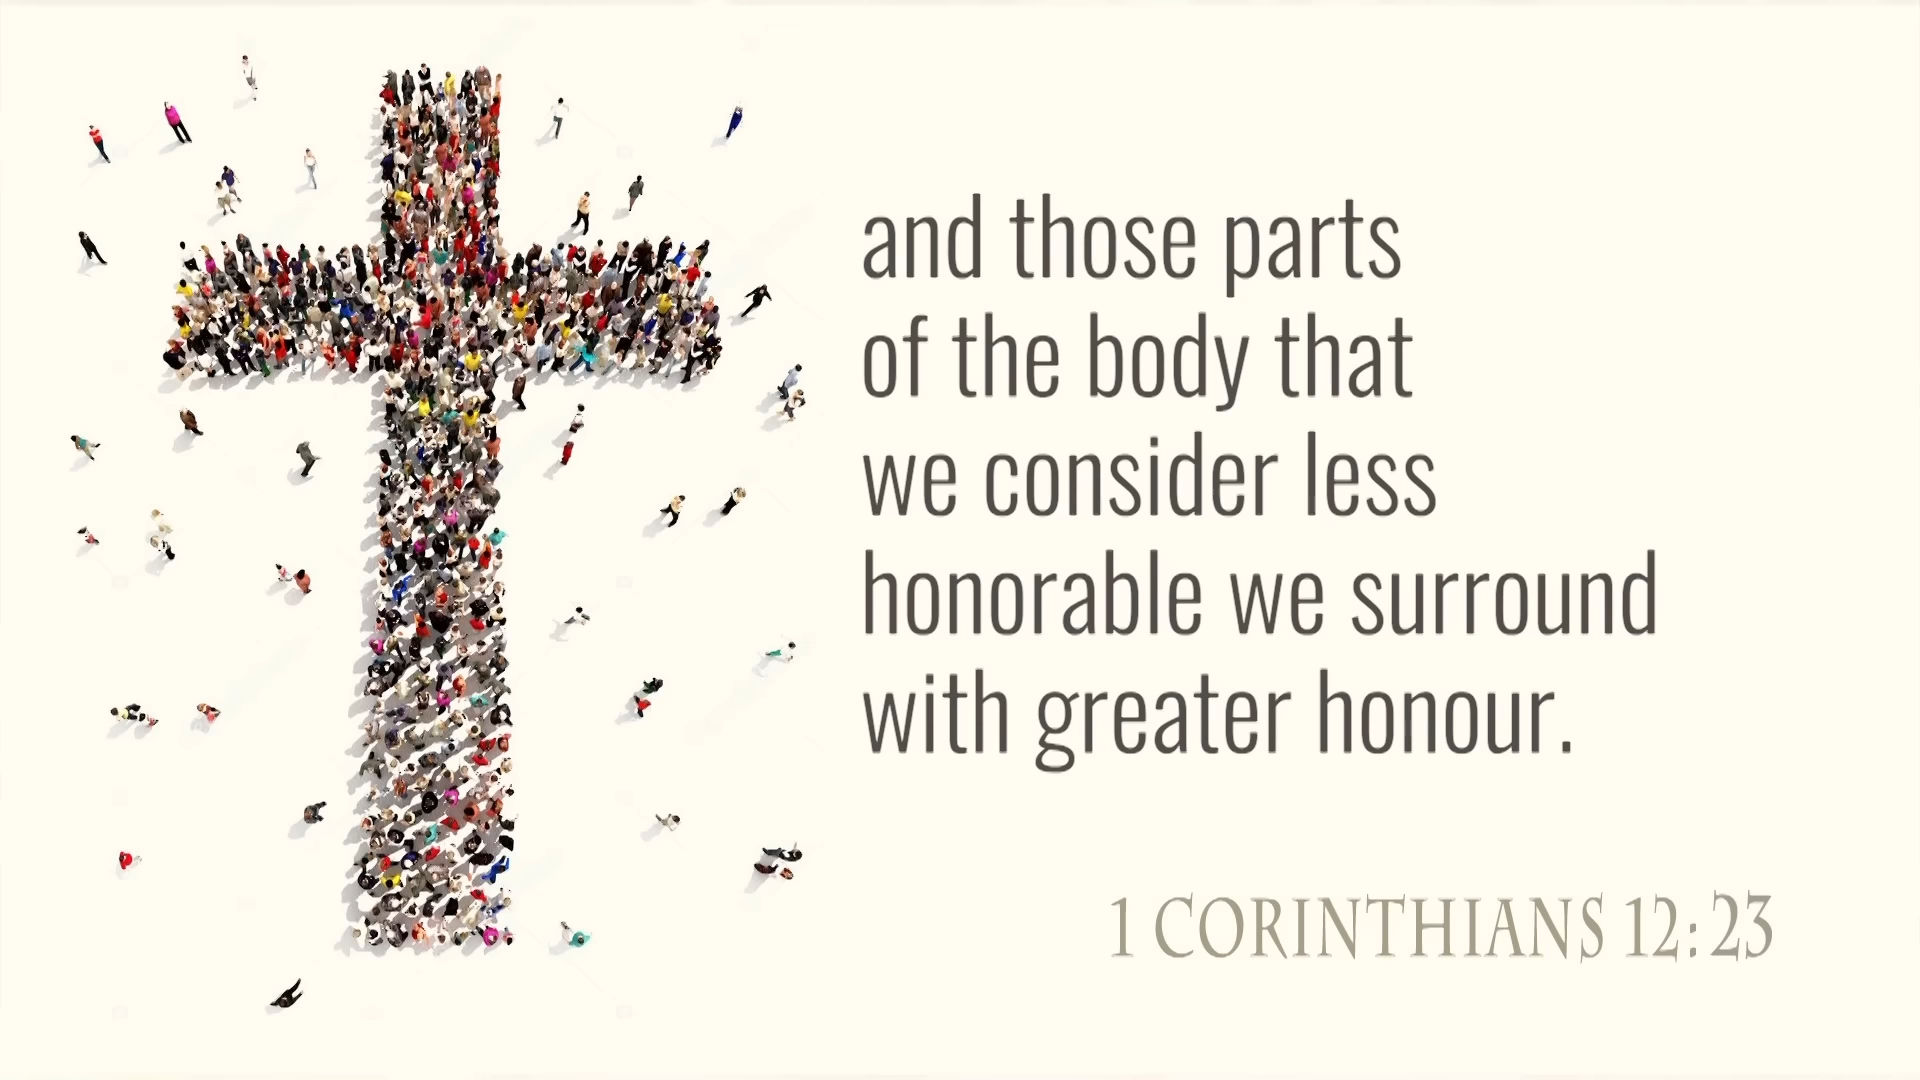 and those parts
of the body that
we consider less
honorable we surround
with greater honour.
1 CORINTHIANS 12:23